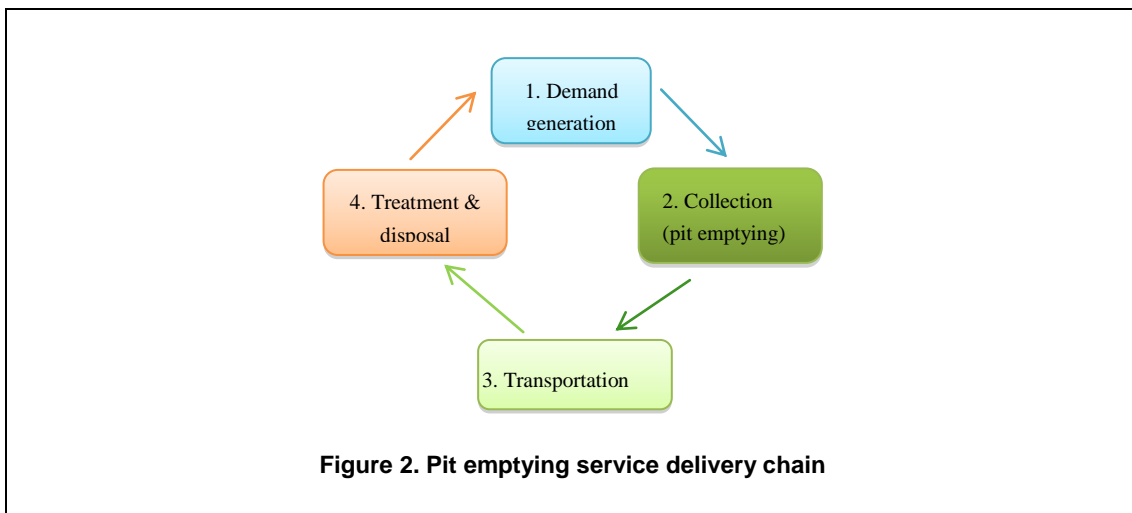 1. Demand
generation
2. Collection
(pit emptying)
3. Transportation
4. Treatment &
disposal
Figure 2. Pit emptying service delivery chain